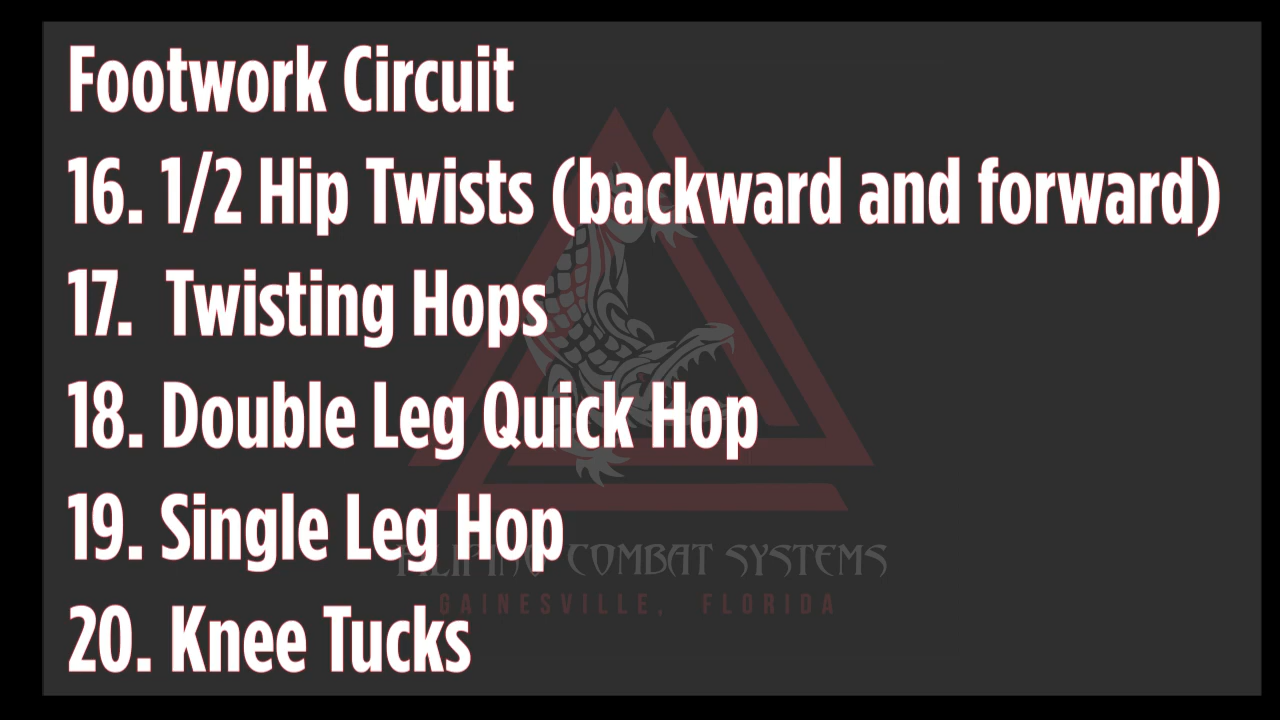 Footwork Circuit
16. 1/2 Hip Twists (backward and forward)
17. Twisting Hops
18. Double Leg Quick Hop
19. Single Leg Hop
20. Knee Tucks
FILIPINO COMBAT SYSTEMS
GAINESVILLE, FLORIDA